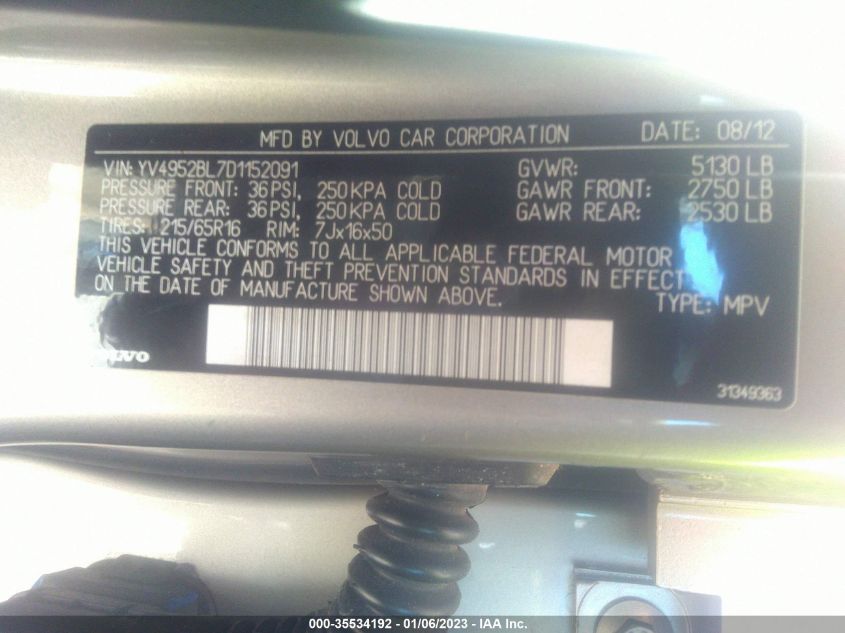 MFD BY VOLVO CAR CORPORATION DATE: 08/12
VIN: YV4952BL7D1152091 GVWR: 5130 LB
PRESSURE FRONT: 36 PSI, 250 KPA COLD GAWR FRONT: 2750 LB
PRESSURE REAR: 36 PSI, 250 KPA COLD GAWR REAR: 2530 LB
TIRES: 215/65R16 RIM: 7Jx16x50
THIS VEHICLE CONFORMS TO ALL APPLICABLE FEDERAL MOTOR
VEHICLE SAFETY AND THEFT PREVENTION STANDARDS IN EFFECT
ON THE DATE OF MANUFACTURE SHOWN ABOVE.
TYPE: MPV
VOLVO
31349363
000-35534192 - 01/06/2023 - IAA Inc.